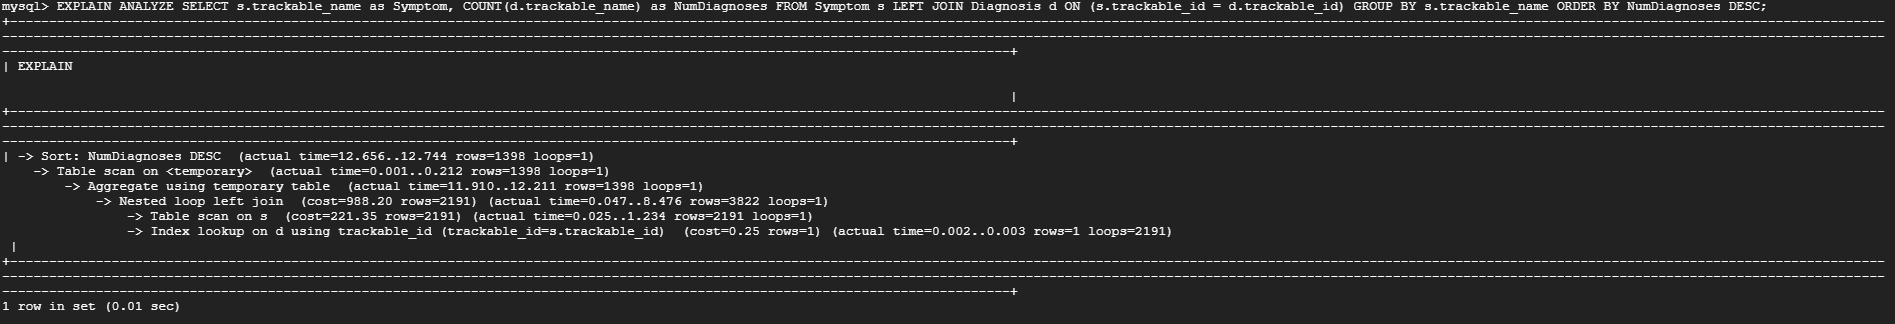 mysql> EXPLAIN ANALYZE SELECT s.trackable_name as Symptom, COUNT(d.trackable_name) as NumDiagnoses FROM Symptom s LEFT JOIN Diagnosis d ON (s.trackable_id = d.trackable_id) GROUP BY s.trackable_name ORDER BY NumDiagnoses DESC;
| EXPLAIN
|
| -> Sort: NumDiagnoses DESC  (actual time=12.656..12.744 rows=1398 loops=1)
    -> Table scan on <temporary>  (actual time=0.001..0.212 rows=1398 loops=1)
        -> Aggregate using temporary table  (actual time=11.910..12.211 rows=1398 loops=1)
            -> Nested loop left join  (cost=988.20 rows=2191) (actual time=0.047..8.476 rows=3822 loops=1)
                -> Table scan on s  (cost=221.35 rows=2191) (actual time=0.025..1.234 rows=2191 loops=1)
                -> Index lookup on d using trackable_id (trackable_id=s.trackable_id)  (cost=0.25 rows=1) (actual time=0.002..0.003 rows=1 loops=2191)
|
1 row in set (0.01 sec)